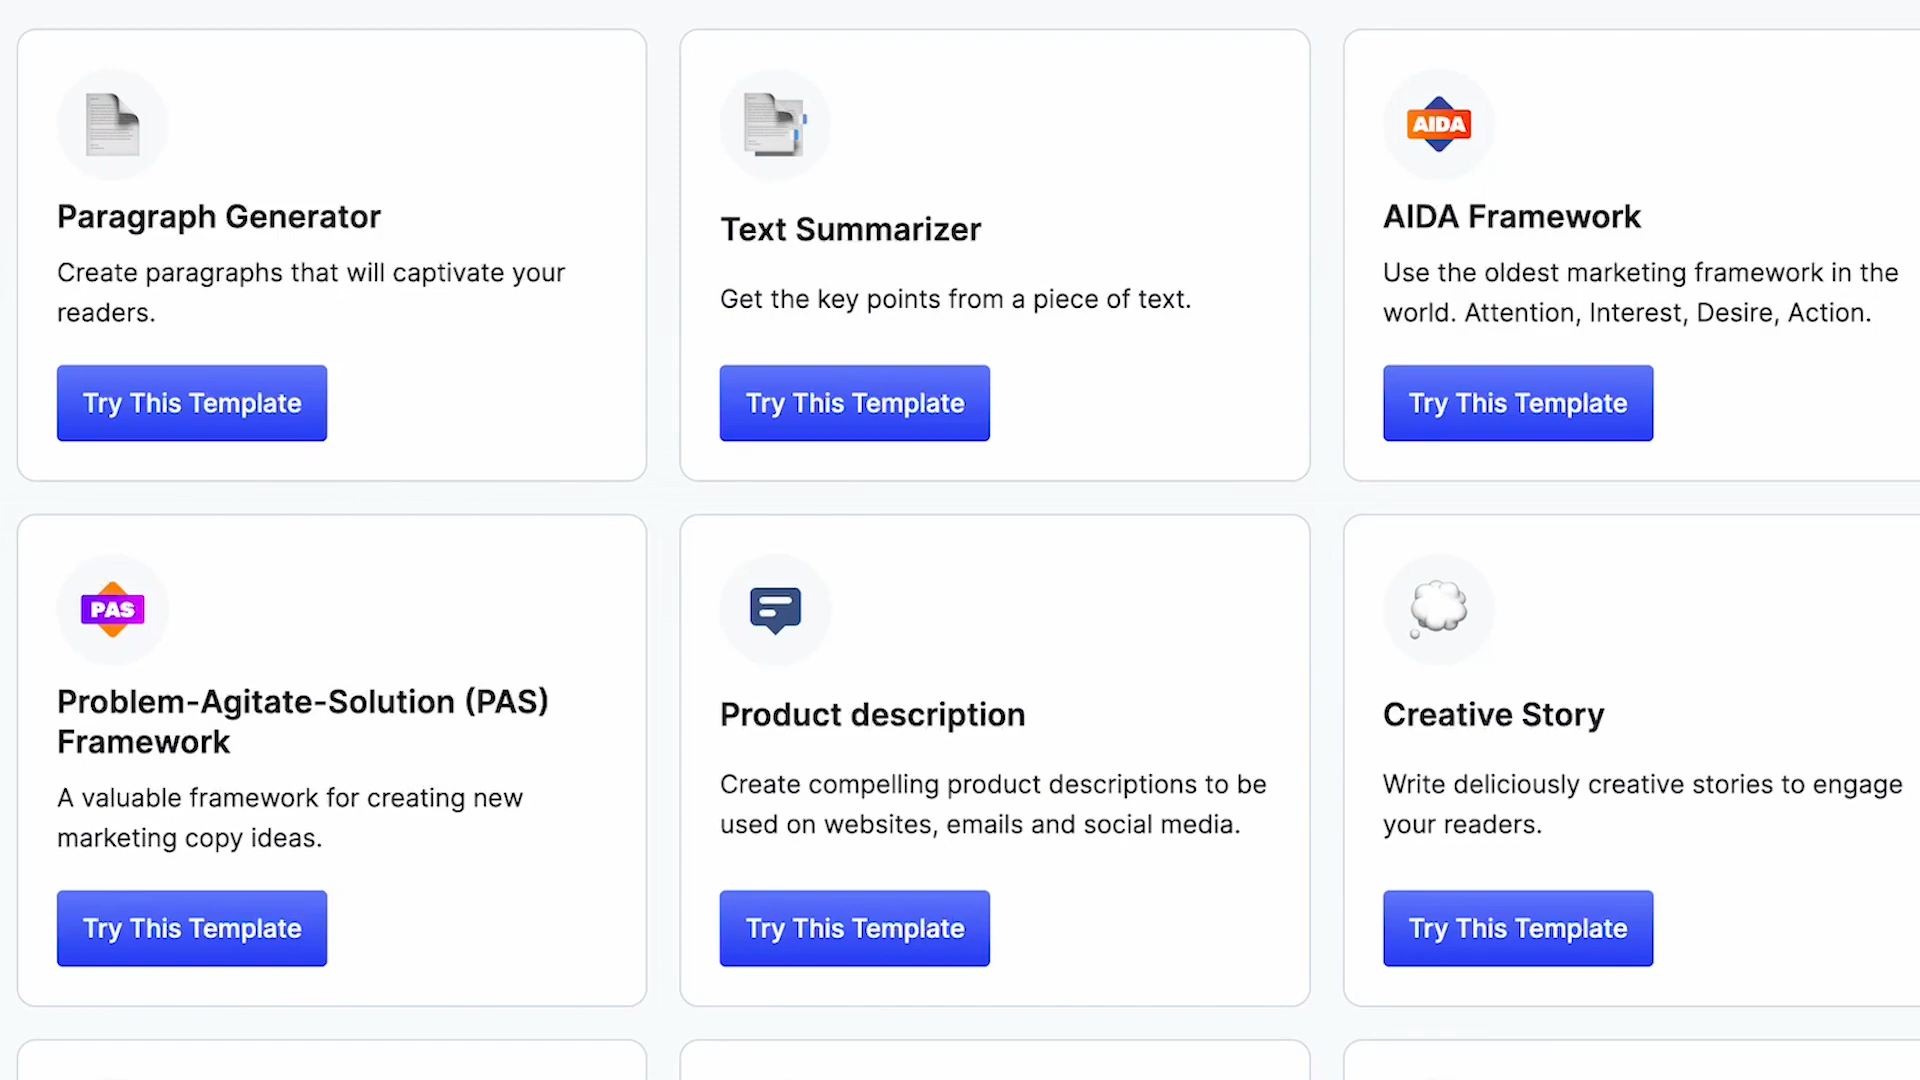 Paragraph Generator
Create paragraphs that will captivate your
readers.
Try This Template
Text Summarizer
Get the key points from a piece of text.
Try This Template
AIDA
AIDA Framework
Use the oldest marketing framework in the
world. Attention, Interest, Desire, Action.
Try This Template
PAS
Problem-Agitate-Solution (PAS)
Framework
A valuable framework for creating new
marketing copy ideas.
Try This Template
Product description
Create compelling product descriptions to be
used on websites, emails and social media.
Try This Template
Creative Story
Write deliciously creative stories to engage
your readers.
Try This Template